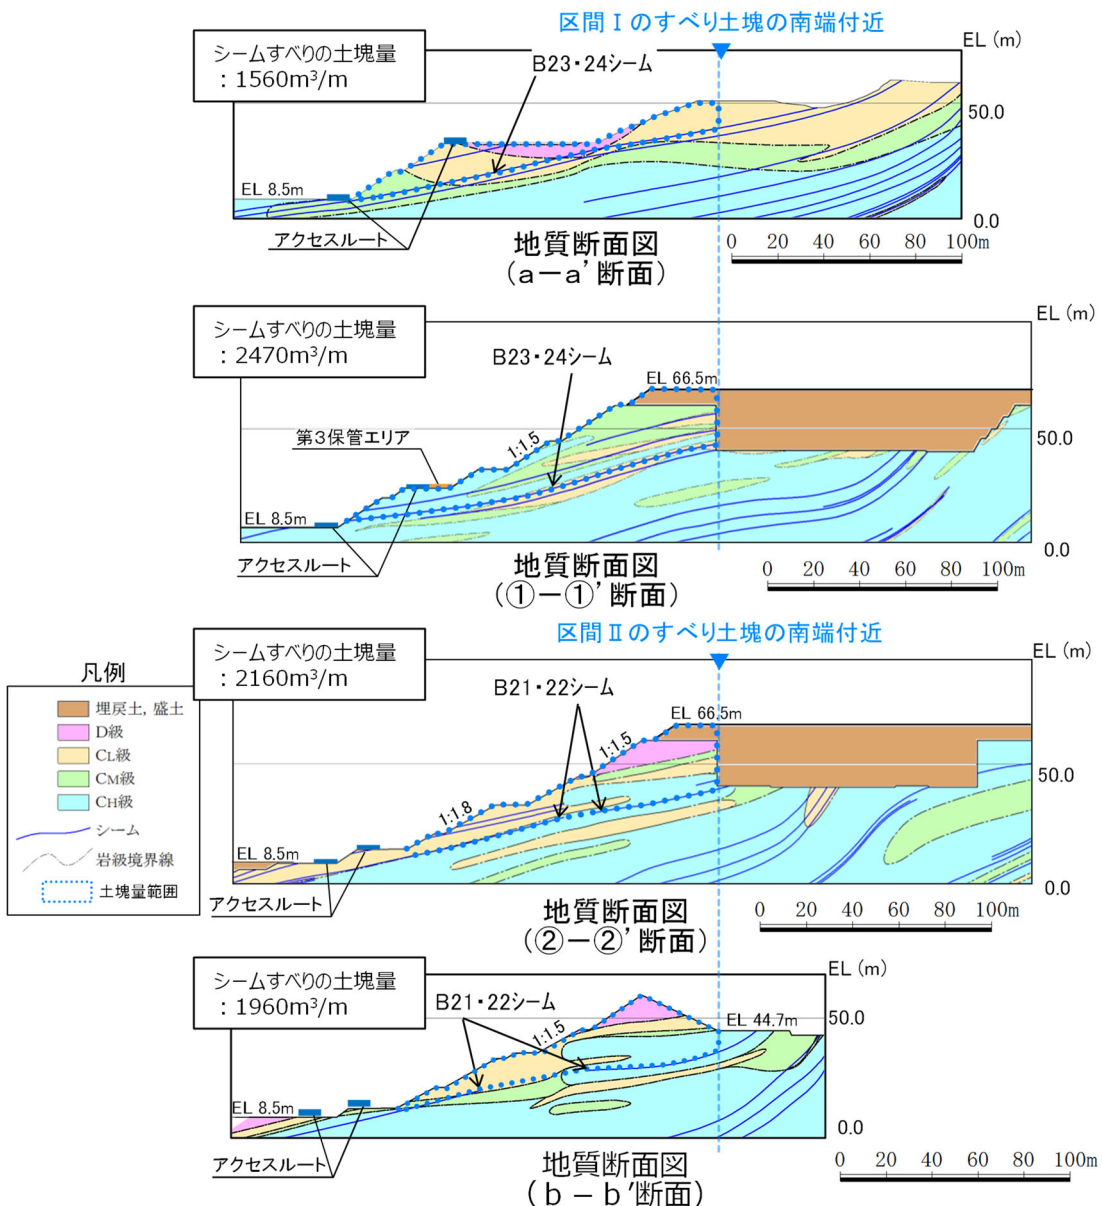 区間Ⅰのすべり土塊の南端付近
シームすべりの土塊量
：1560m³/m
B23・24シーム
EL (m)
50.0
EL 8.5m
0.0
アクセスルート
地質断面図
(a－a’断面)
0 20 40 60 80 100m
シームすべりの土塊量
：2470m³/m
B23・24シーム
EL (m)
EL 66.5m
第3保管エリア
1:1.5
50.0
EL 8.5m
0.0
アクセスルート
地質断面図
(①－①’断面)
0 20 40 60 80 100m
区間Ⅱのすべり土塊の南端付近
シームすべりの土塊量
：2160m³/m
B21・22シーム
EL (m)
EL 66.5m
1:1.5
1:1.8
50.0
EL 8.5m
0.0
アクセスルート
地質断面図
(②－②’断面)
0 20 40 60 80 100m
凡例
埋戻土, 盛土
D級
CL級
CM級
CH級
シーム
岩級境界線
土塊量範囲
シームすべりの土塊量
：1960m³/m
B21・22シーム
EL (m)
1:1.5
EL 44.7m
50.0
EL 8.5m
0.0
アクセスルート
地質断面図
(b－b’断面)
0 20 40 60 80 100m